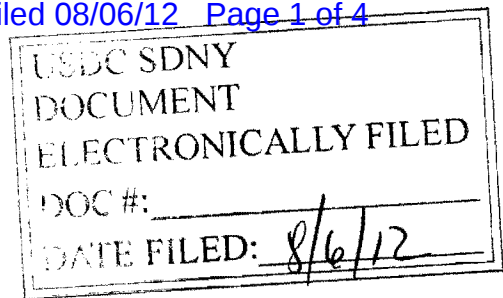 iled 08/06/12 Page 1 of 4
USDC SDNY
DOCUMENT
ELECTRONICALLY FILED
DOC #:
DATE FILED: 8/6/12